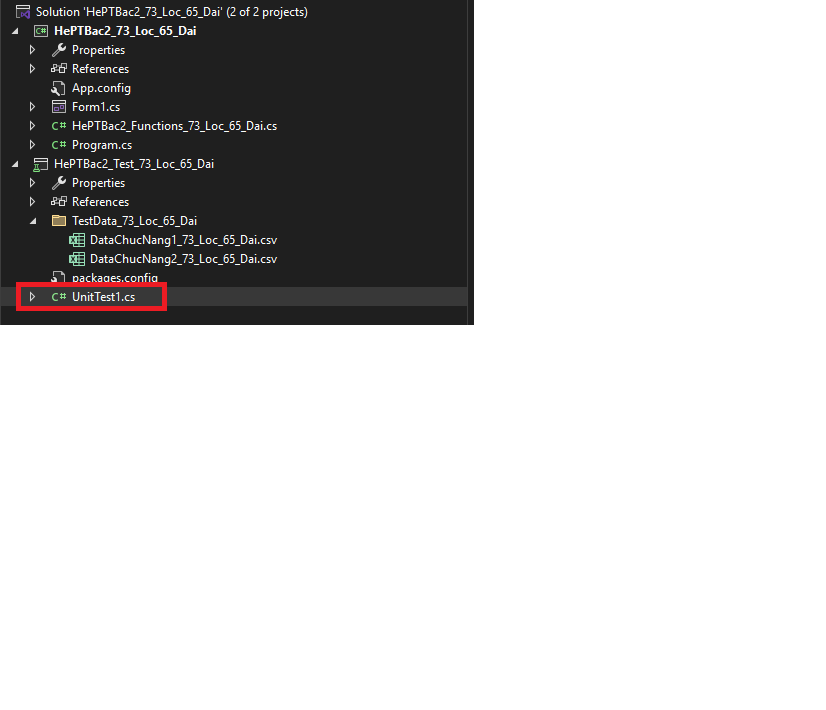 Solution 'HePTBac2_73_Loc_65_Dai' (2 of 2 projects)
C# HePTBac2_73_Loc_65_Dai
Properties
References
App.config
Form1.cs
C# HePTBac2_Functions_73_Loc_65_Dai.cs
C# Program.cs
HePTBac2_Test_73_Loc_65_Dai
Properties
References
TestData_73_Loc_65_Dai
DataChucNang1_73_Loc_65_Dai.csv
DataChucNang2_73_Loc_65_Dai.csv
packages.config
C# UnitTest1.cs